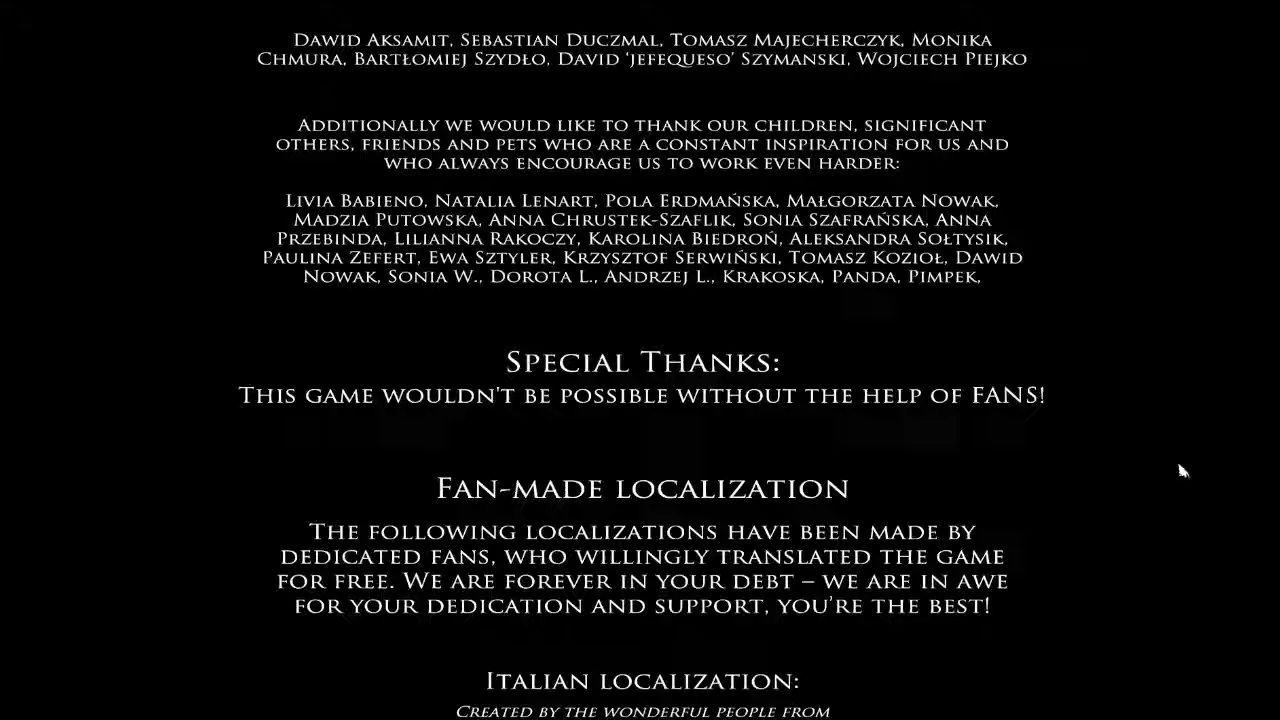 Dawid Aksamit, Sebastian Duczmal, Tomasz Majecherczyk, Monika
Chmura, Bartłomiej Szydło, David ‘jefequeso’ Szymanski, Wojciech Piejko
Additionally we would like to thank our children, significant
others, friends and pets who are a constant inspiration for us and
who always encourage us to work even harder:
Livia Babieno, Natalia Lenart, Pola Erdmańska, Małgorzata Nowak,
Madzia Putowska, Anna Chrustek-Szaflik, Sonia Szafrańska, Anna
Przebinda, Lilianna Rakoczy, Karolina Biedroń, Aleksandra Sołtysik,
Paulina Zefert, Ewa Sztyler, Krzysztof Serwiński, Tomasz Kozioł, Dawid
Nowak, Sonia W., Dorota L., Andrzej L., Krakoska, Panda, Pimpek,
Special Thanks:
This game wouldn't be possible without the help of FANS!
Fan-made localization
The following localizations have been made by
dedicated fans, who willingly translated the game
for free. We are forever in your debt – we are in awe
for your dedication and support, you’re the best!
Italian localization:
Created by the wonderful people from